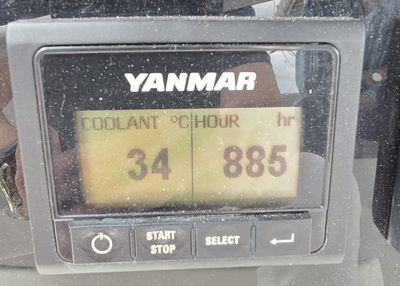 YANMAR
COOLANT °C HOUR hr
34 885
START STOP SELECT